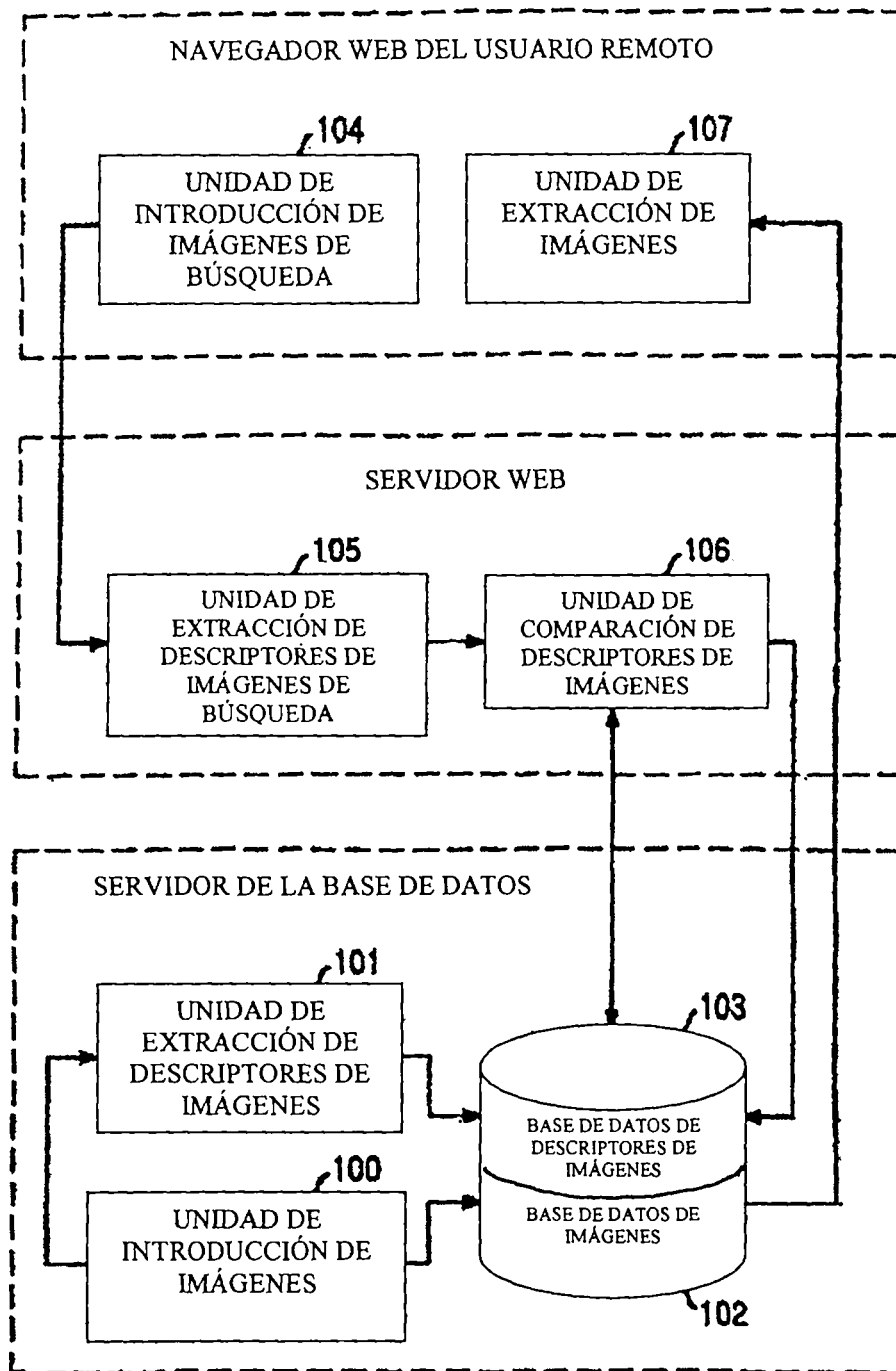 NAVEGADOR WEB DEL USUARIO REMOTO
104
UNIDAD DE
INTRODUCCIÓN DE
IMÁGENES DE
BÚSQUEDA
107
UNIDAD DE
EXTRACCIÓN DE
IMÁGENES
SERVIDOR WEB
105
UNIDAD DE
EXTRACCIÓN DE
DESCRIPTORES DE
IMÁGENES DE
BÚSQUEDA
106
UNIDAD DE
COMPARACIÓN DE
DESCRIPTORES DE
IMÁGENES
SERVIDOR DE LA BASE DE DATOS
101
UNIDAD DE
EXTRACCIÓN DE
DESCRIPTORES DE
IMÁGENES
103
BASE DE DATOS DE
DESCRIPTORES DE
IMÁGENES
100
UNIDAD DE
INTRODUCCIÓN DE
IMÁGENES
BASE DE DATOS DE
IMÁGENES
102